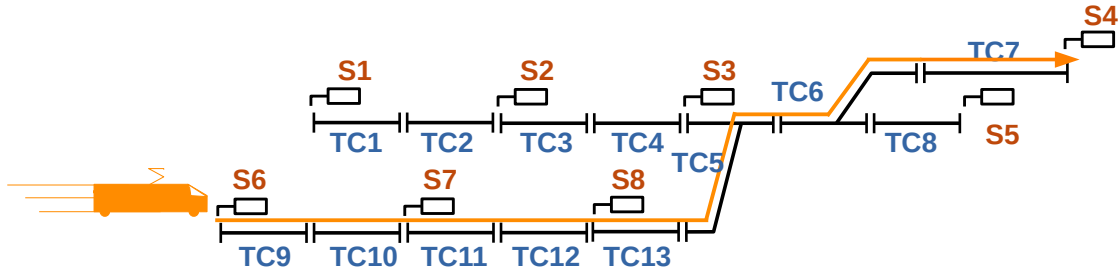 S4
TC7
S1
S2
S3
TC6
TC1
TC2
TC3
TC4
TC5
TC8
S5
S6
S7
S8
TC9
TC10
TC11
TC12
TC13